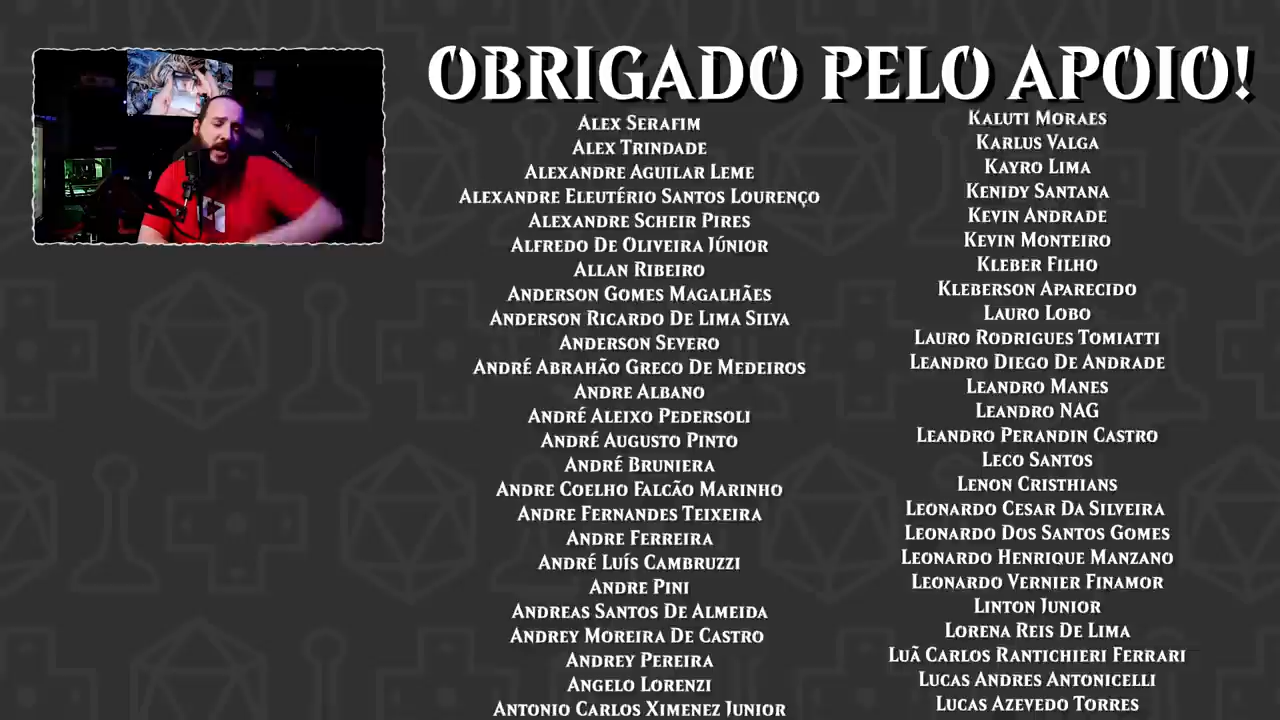 OBRIGADO PELO APOIO!
ALEX SERAFIM
ALEX TRINDADE
ALEXANDRE AGUILAR LEME
ALEXANDRE ELEUTÉRIO SANTOS LOURENÇO
ALEXANDRE SCHEIR PIRES
ALFREDO DE OLIVEIRA JÚNIOR
ALLAN RIBEIRO
ANDERSON GOMES MAGALHÃES
ANDERSON RICARDO DE LIMA SILVA
ANDERSON SEVERO
ANDRÉ ABRAHÃO GRECO DE MEDEIROS
ANDRE ALBANO
ANDRÉ ALEIXO PEDERSOLI
ANDRÉ AUGUSTO PINTO
ANDRÉ BRUNIERA
ANDRE COELHO FALCÃO MARINHO
ANDRE FERNANDES TEIXEIRA
ANDRE FERREIRA
ANDRÉ LUÍS CAMBRUZZI
ANDRE PINI
ANDREAS SANTOS DE ALMEIDA
ANDREY MOREIRA DE CASTRO
ANDREY PEREIRA
ANGELO LORENZI
ANTONIO CARLOS XIMENEZ JUNIOR
KALUTI MORAES
KARLUS VALGA
KAYRO LIMA
KENIDY SANTANA
KEVIN ANDRADE
KEVIN MONTEIRO
KLEBER FILHO
KLEBERSON APARECIDO
LAURO LOBO
LAURO RODRIGUES TOMIATTI
LEANDRO DIEGO DE ANDRADE
LEANDRO MANES
LEANDRO NAG
LEANDRO PERANDIN CASTRO
LECO SANTOS
LENON CRISTHIANS
LEONARDO CESAR DA SILVEIRA
LEONARDO DOS SANTOS GOMES
LEONARDO HENRIQUE MANZANO
LEONARDO VERNIER FINAMOR
LINTON JUNIOR
LORENA REIS DE LIMA
LUÃ CARLOS RANTICHIERI FERRARI
LUCAS ANDRES ANTONICELLI
LUCAS AZEVEDO TORRES